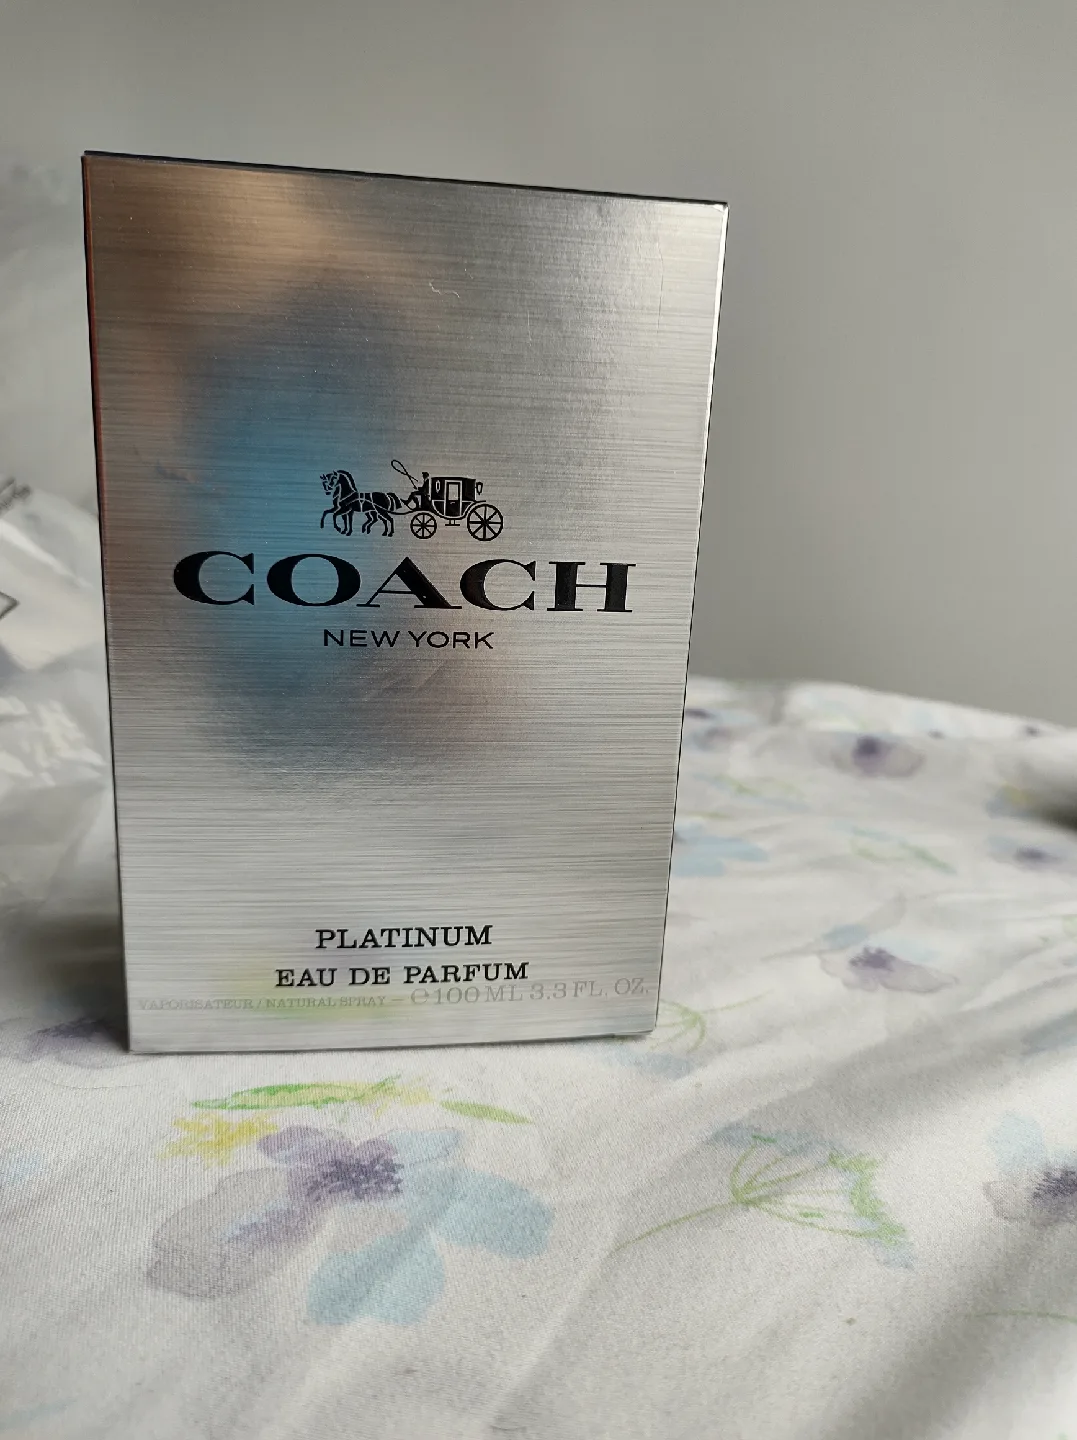 COACH
NEW YORK
PLATINUM
EAU DE PARFUM
VAPORISATEUR / NATURAL SPRAY – ℮100 ML 3.3 FL. OZ.